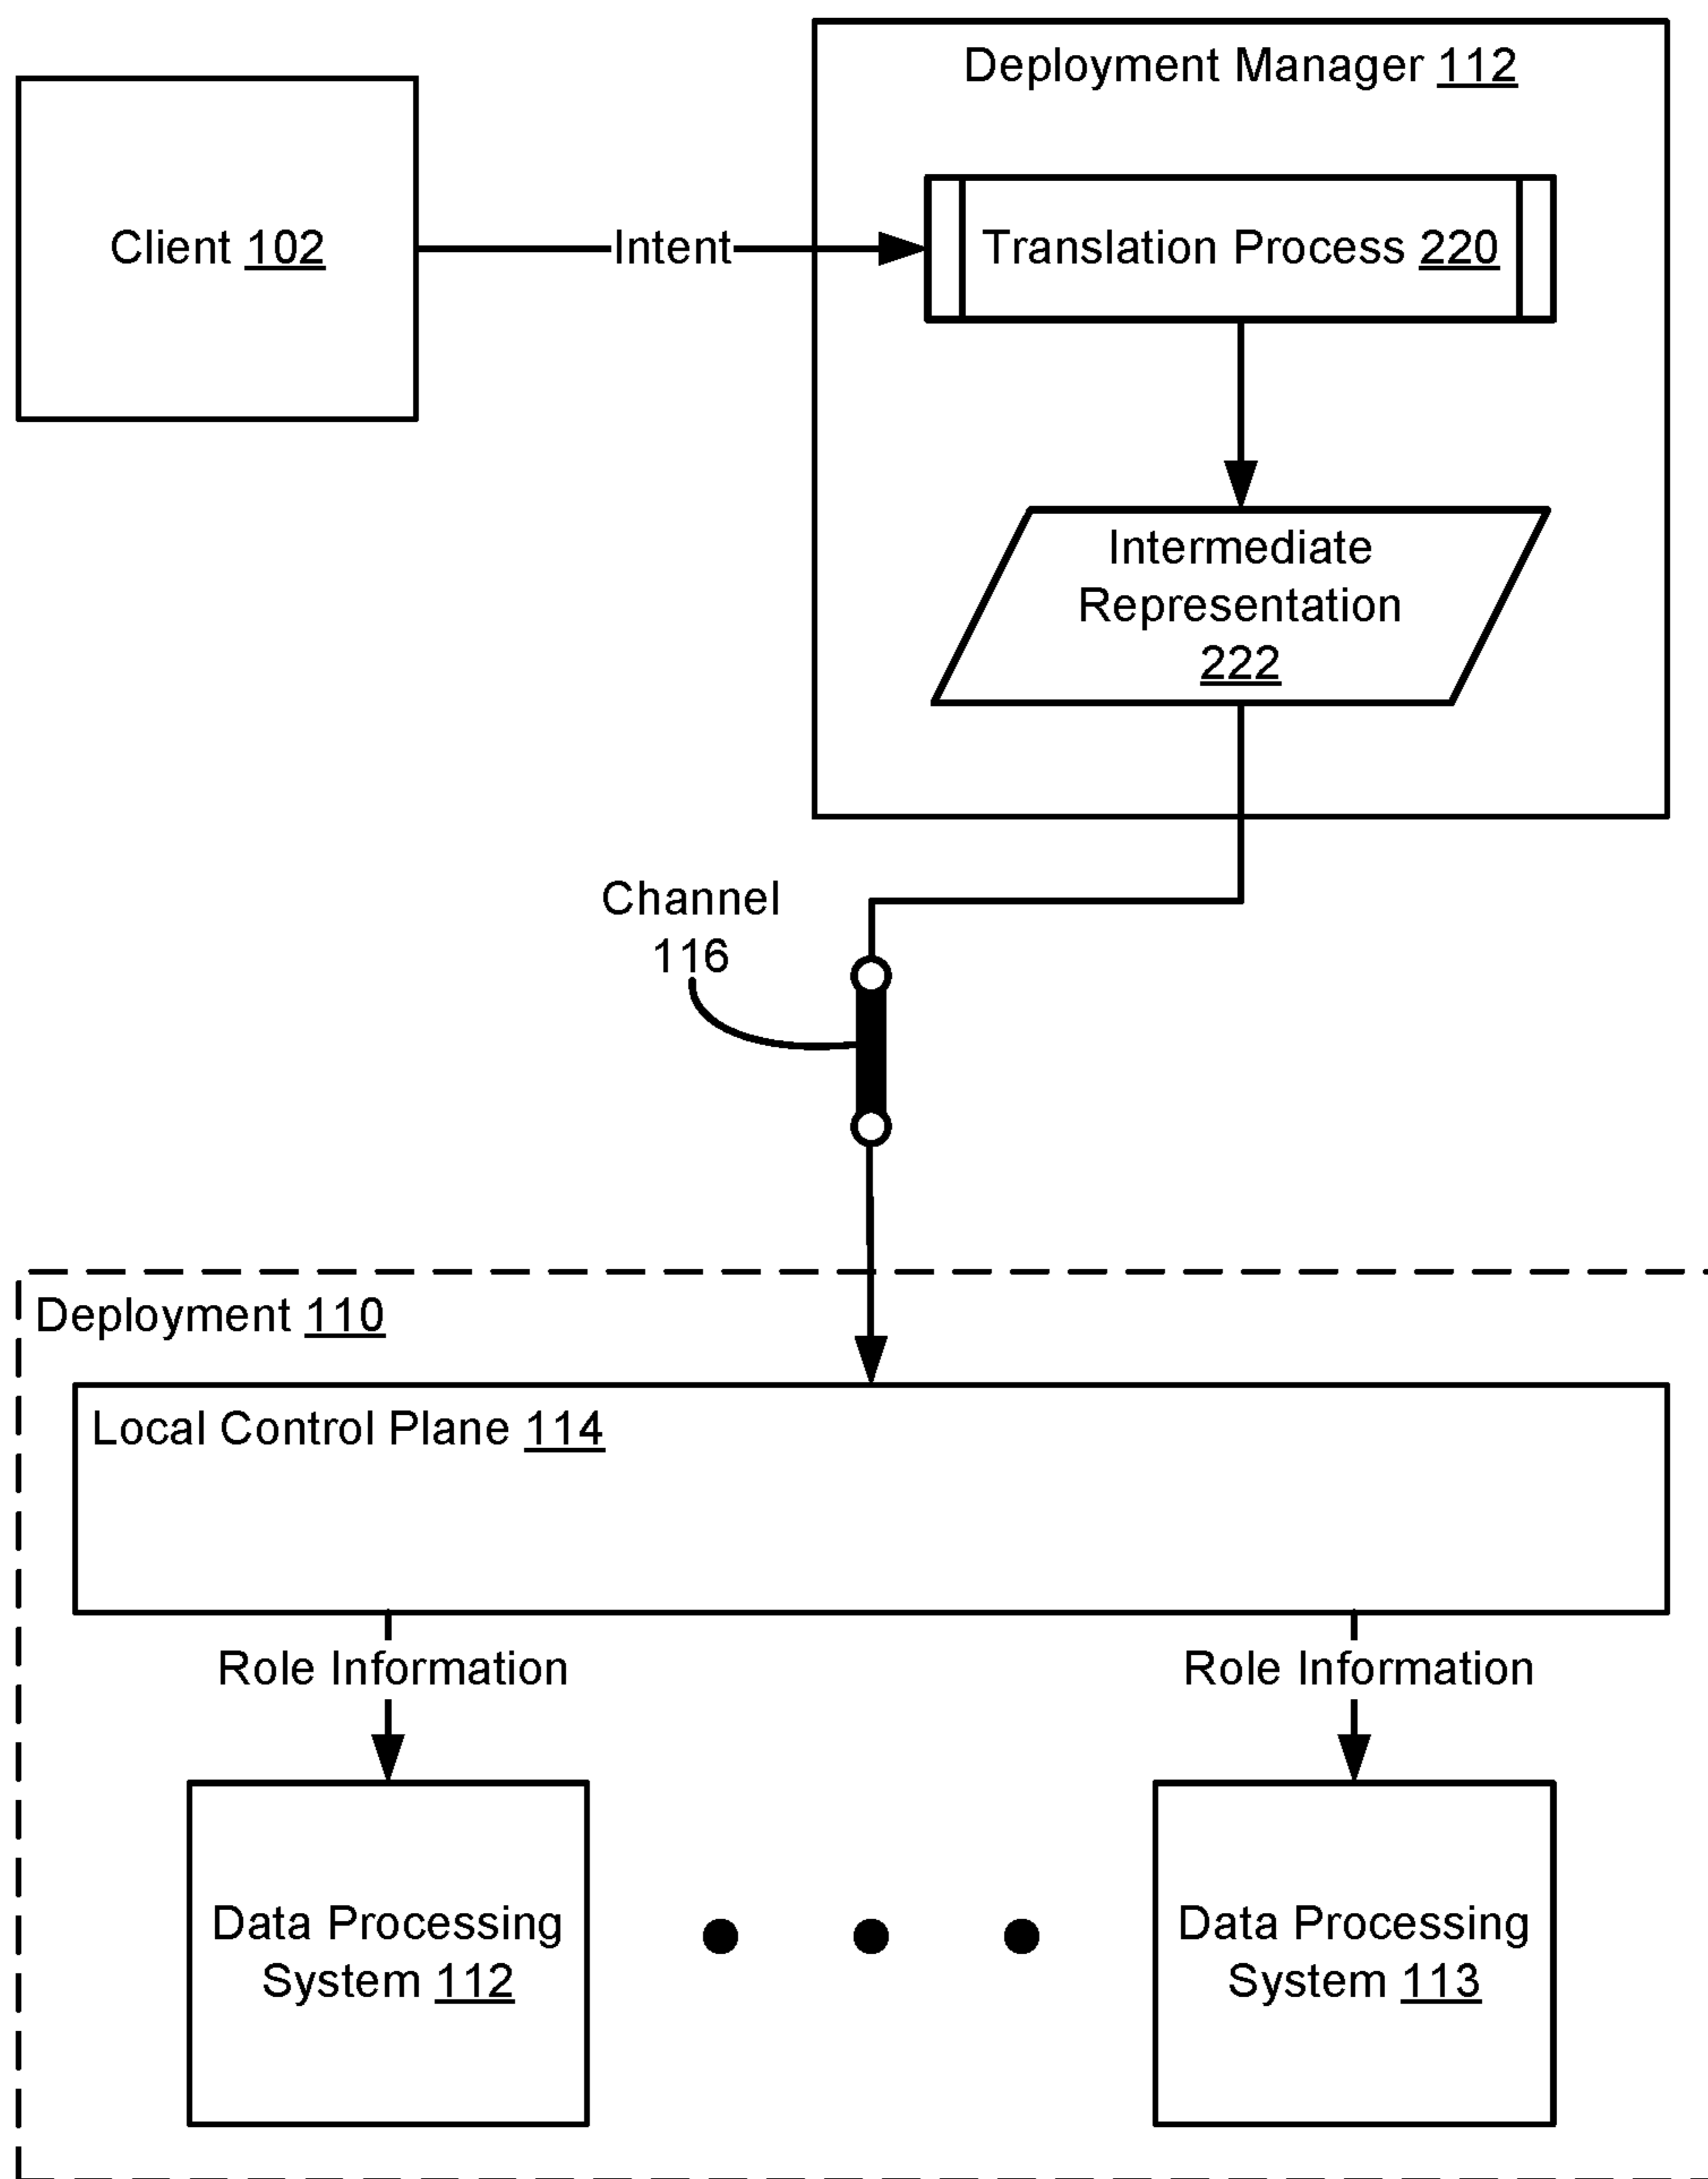 Deployment Manager 112
Client 102
Intent
Translation Process 220
Intermediate
Representation
222
Channel
116
Deployment 110
Local Control Plane 114
Role Information
Role Information
Data Processing
System 112
Data Processing
System 113